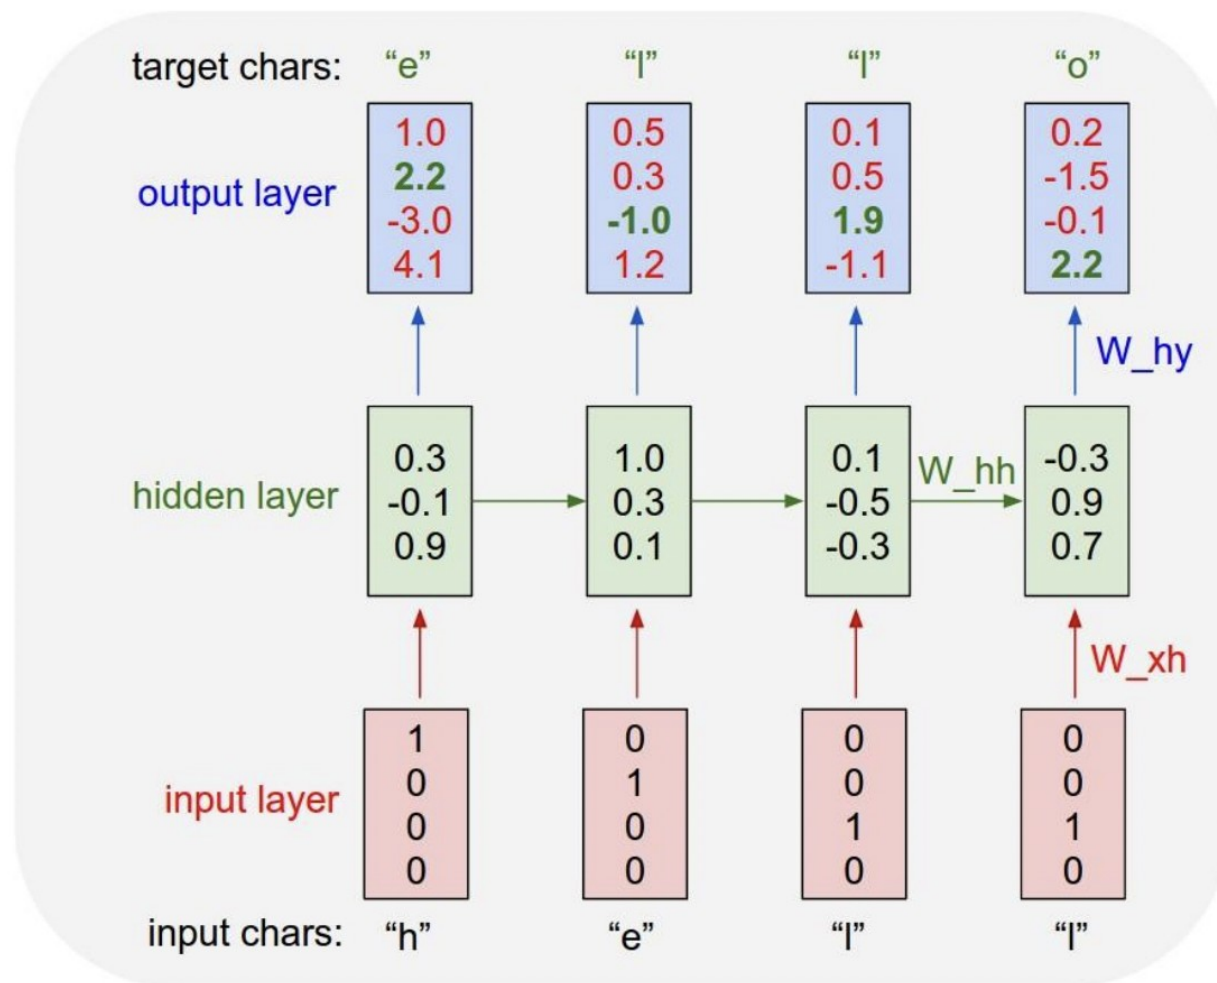 target chars: “e” “l” “l” “o”
output layer
1.0 0.5 0.1 0.2
2.2 0.3 0.5 -1.5
-3.0 -1.0 1.9 -0.1
4.1 1.2 -1.1 2.2
W_hy
hidden layer
0.3 1.0 0.1 -0.3
-0.1 0.3 -0.5 0.9
0.9 0.1 -0.3 0.7
W_hh
W_xh
input layer
1 0 0 0
0 1 0 0
0 0 1 1
0 0 0 0
input chars: “h” “e” “l” “l”